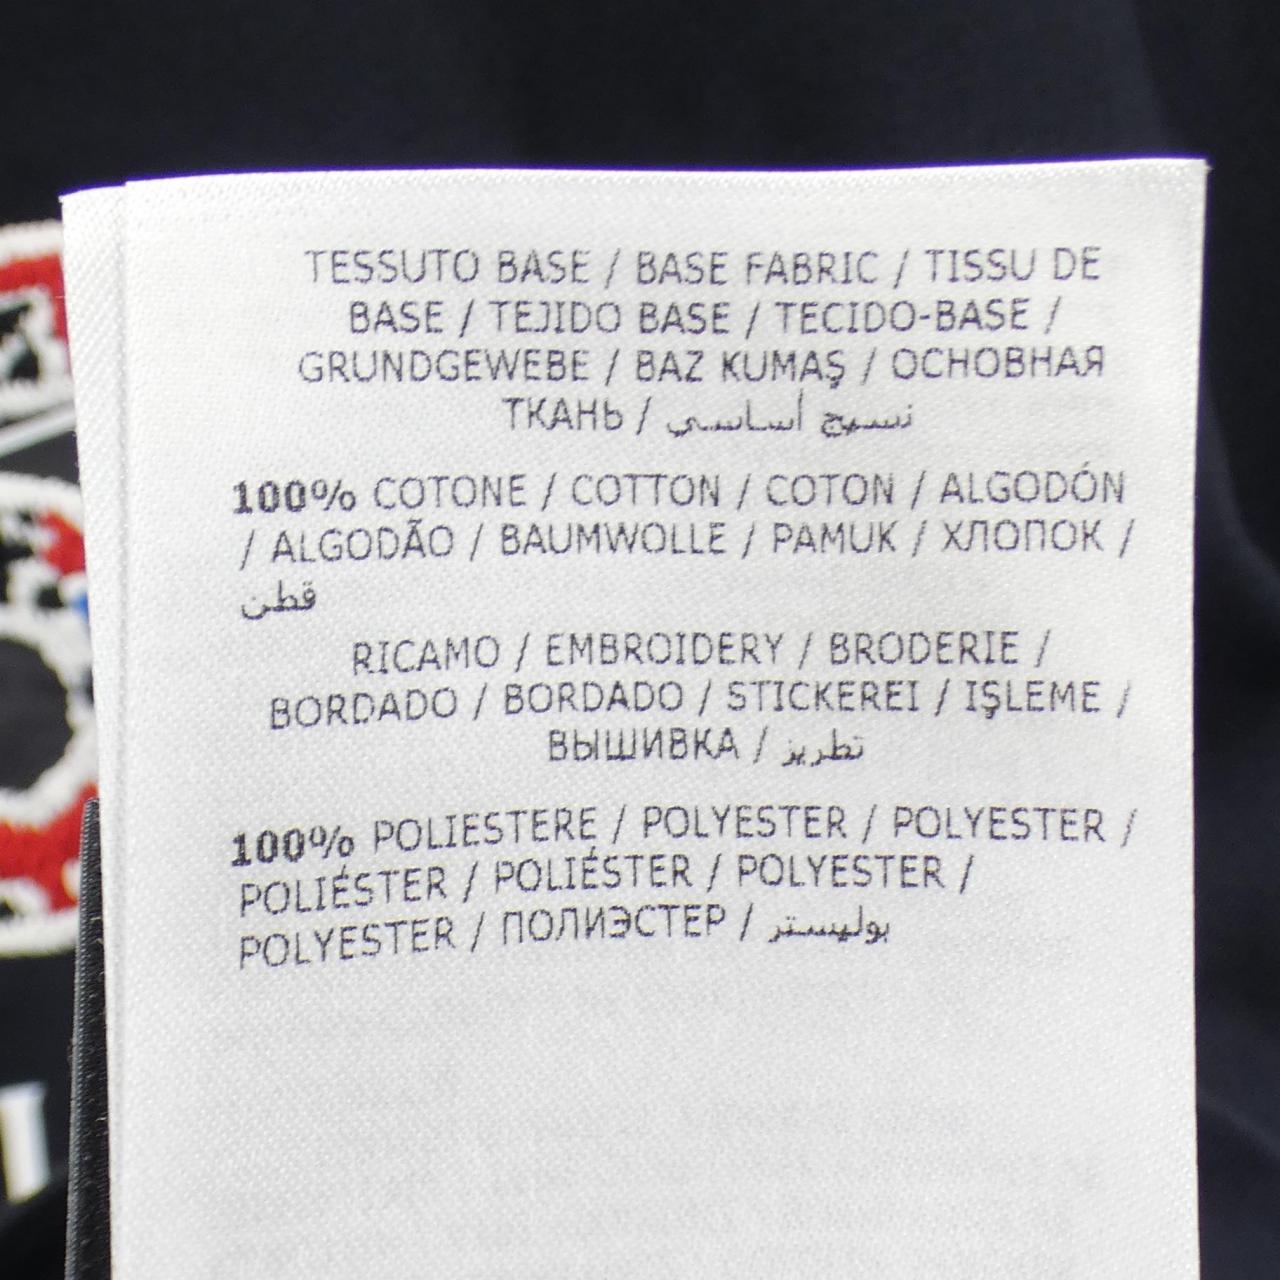 TESSUTO BASE / BASE FABRIC / TISSU DE
BASE / TEJIDO BASE / TECIDO-BASE /
GRUNDGEWEBE / BAZ KUMAŞ / ОСНОВНАЯ
ТКАНЬ / نسيج أساسي
100% COTONE / COTTON / COTON / ALGODÓN
/ ALGODÃO / BAUMWOLLE / PAMUK / ХЛОПОК /
قطن
RICAMO / EMBROIDERY / BRODERIE /
BORDADO / BORDADO / STICKEREI / IŞLEME /
ВЫШИВКА / تطريز
100% POLIESTERE / POLYESTER / POLYESTER /
POLIÉSTER / POLIÉSTER / POLYESTER /
POLYESTER / ПОЛИЭСТЕР / بوليستر